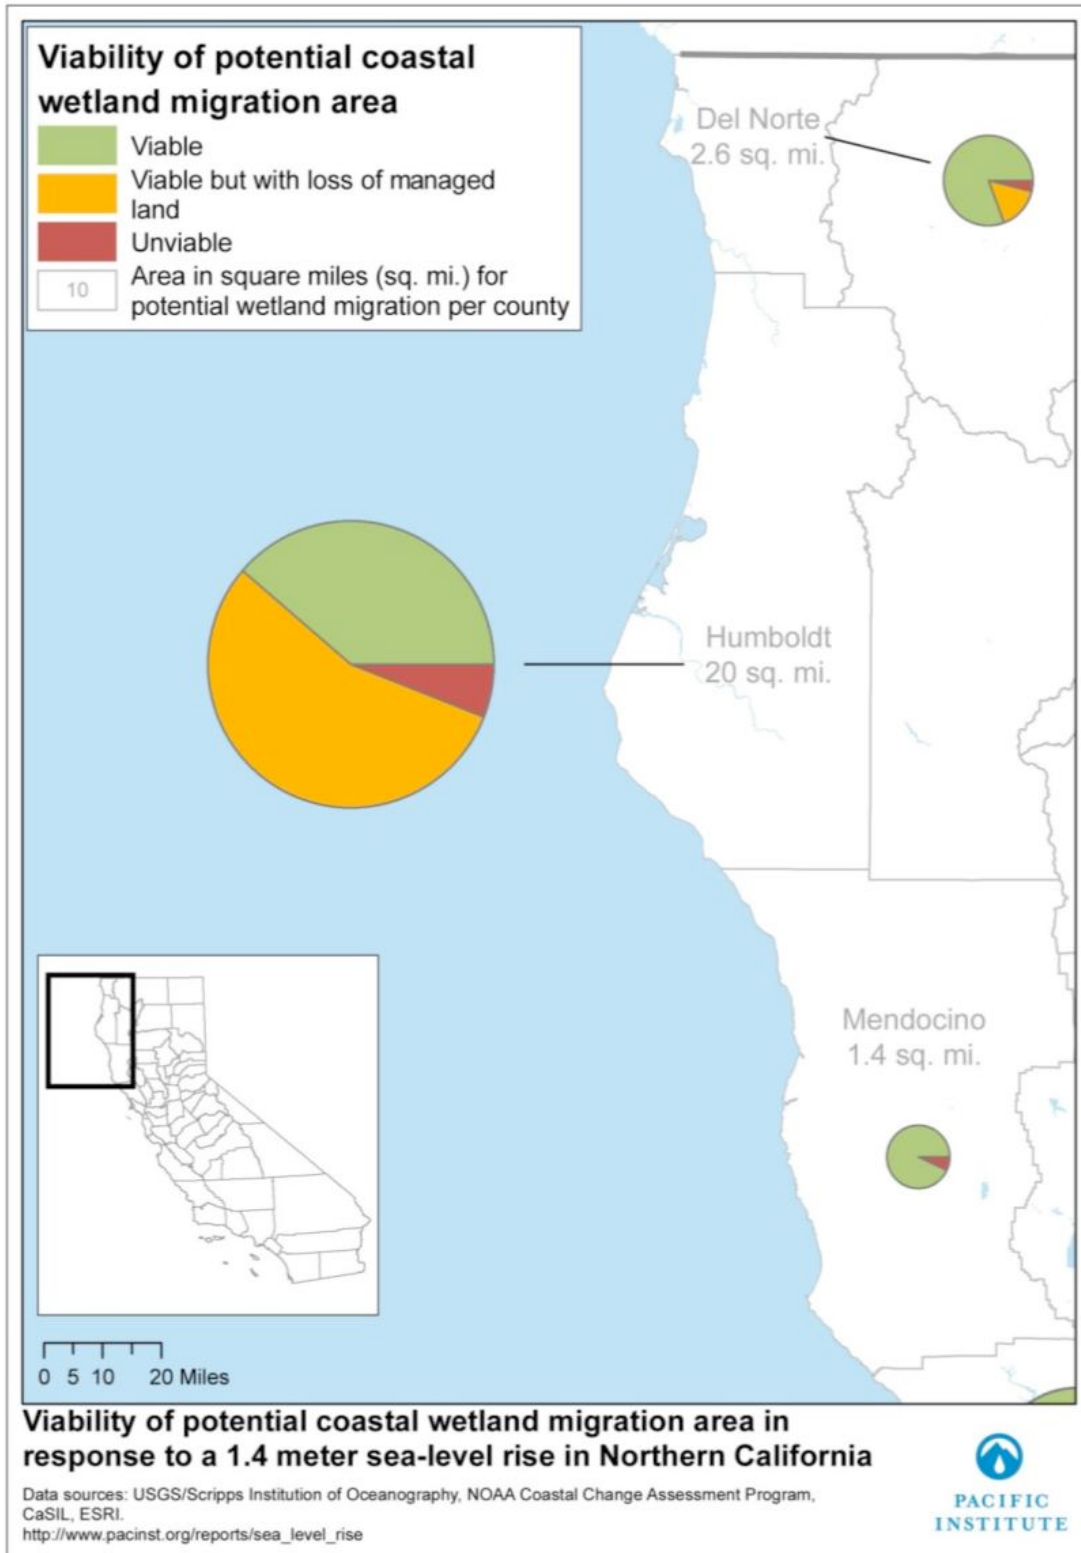 Viability of potential coastal
wetland migration area
Viable
Viable but with loss of managed
land
Unviable
10
Area in square miles (sq. mi.) for
potential wetland migration per county
Del Norte
2.6 sq. mi.
Humboldt
20 sq. mi.
Mendocino
1.4 sq. mi.
0 5 10 20 Miles
Viability of potential coastal wetland migration area in
response to a 1.4 meter sea-level rise in Northern California
Data sources: USGS/Scripps Institution of Oceanography, NOAA Coastal Change Assessment Program,
CaSIL, ESRI.
http://www.pacinst.org/reports/sea_level_rise
PACIFIC
INSTITUTE